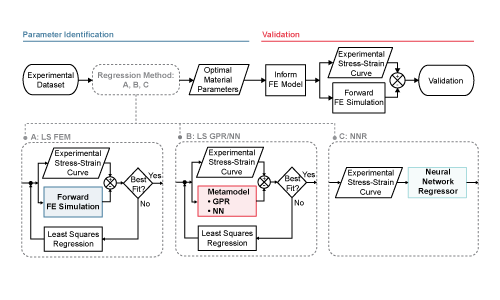 Parameter Identification
Validation
Experimental
Dataset
Regression Method:
A, B, C
Optimal
Material
Parameters
Inform
FE Model
Experimental
Stress-Strain
Curve
Forward
FE Simulation
Validation
A: LS FEM
Experimental
Stress-Strain
Curve
Forward
FE Simulation
Best
Fit?
Yes
No
Least Squares
Regression
B: LS GPR/NN
Experimental
Stress-Strain
Curve
Metamodel
• GPR
• NN
Best
Fit?
Yes
No
Least Squares
Regression
C: NNR
Experimental
Stress-Strain
Curve
Neural
Network
Regressor